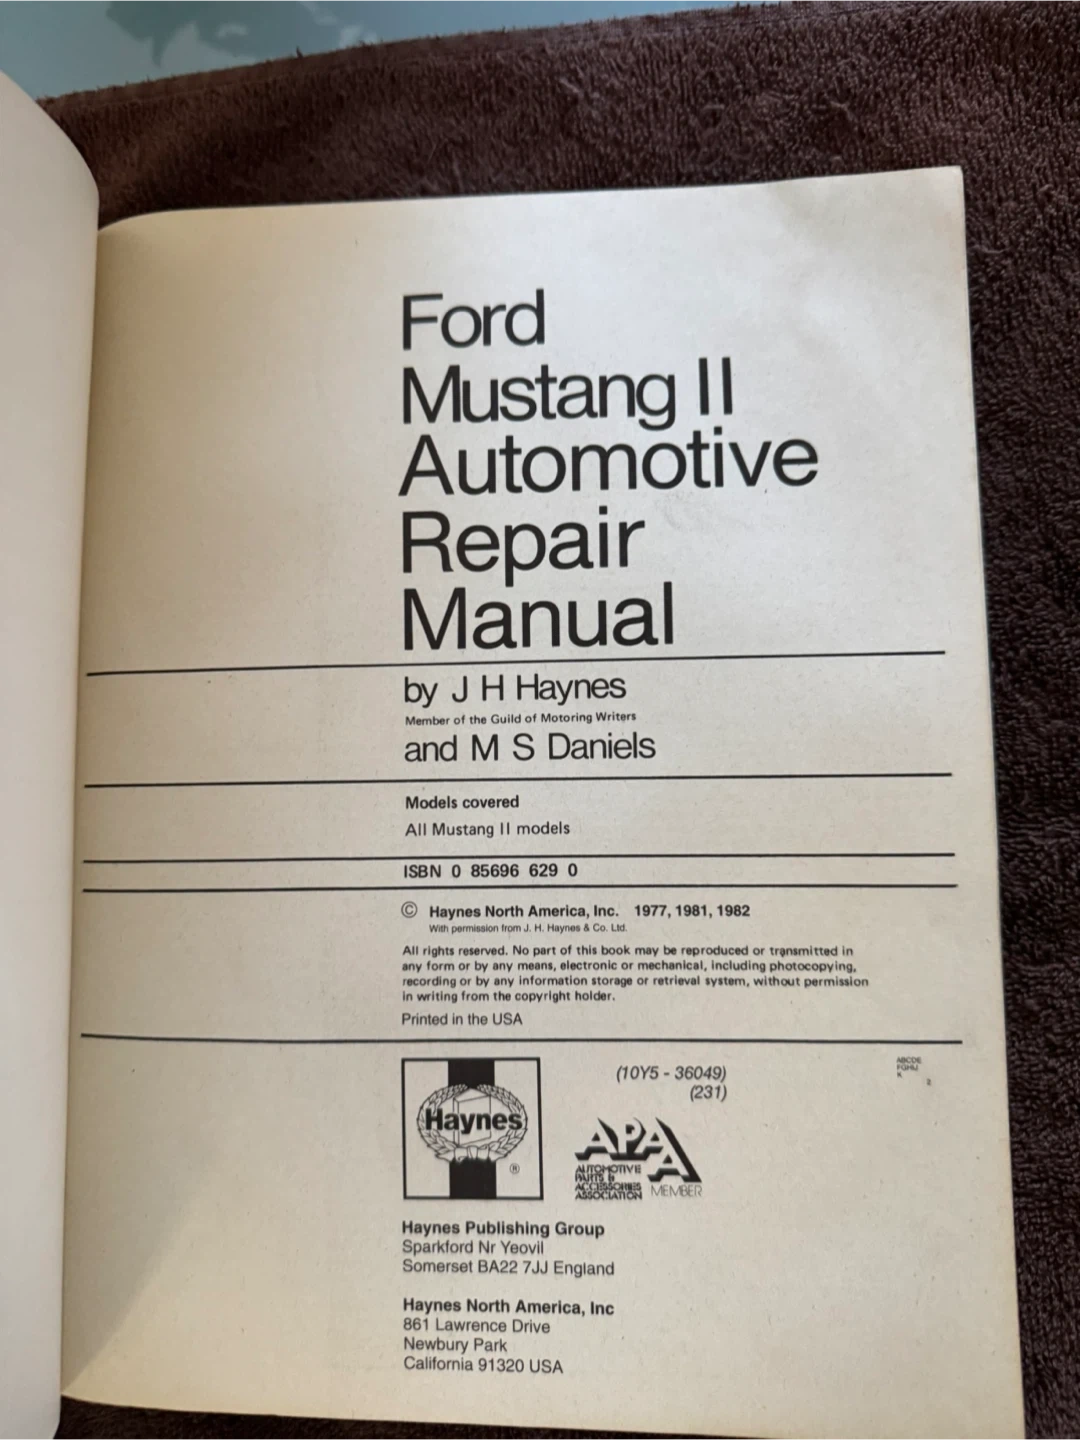 Ford
Mustang II
Automotive
Repair
Manual
by J H Haynes
Member of the Guild of Motoring Writers
and M S Daniels
Models covered
All Mustang II models
ISBN 0 85696 629 0
© Haynes North America, Inc. 1977, 1981, 1982
With permission from J. H. Haynes & Co. Ltd.
All rights reserved. No part of this book may be reproduced or transmitted in
any form or by any means, electronic or mechanical, including photocopying,
recording or by any information storage or retrieval system, without permission
in writing from the copyright holder.
Printed in the USA
(10Y5 - 36049)
(231)
ABCDE
FGHIJ
K
2
Haynes
®
APAA
AUTOMOTIVE
PARTS &
ACCESSORIES
ASSOCIATION
MEMBER
Haynes Publishing Group
Sparkford Nr Yeovil
Somerset BA22 7JJ England
Haynes North America, Inc
861 Lawrence Drive
Newbury Park
California 91320 USA